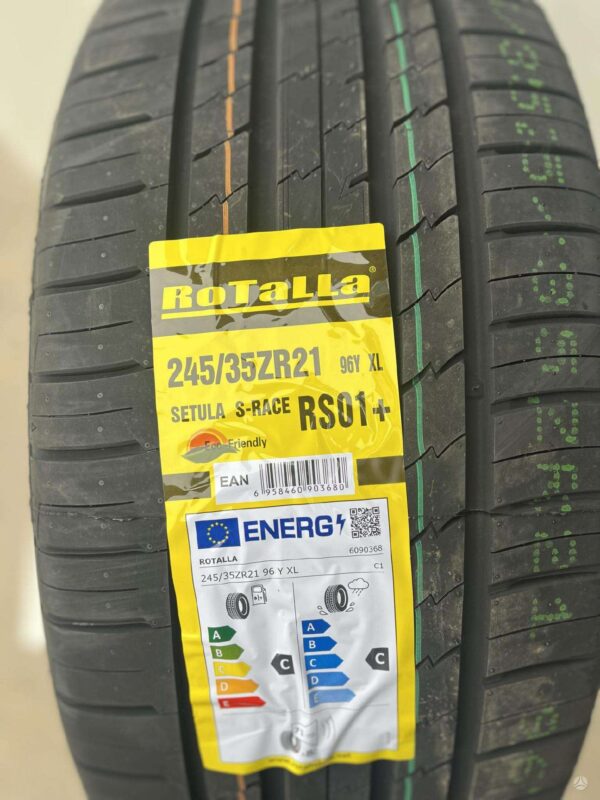 RoTaLLa®
245/35ZR21 96Y XL
SETULA S-RACE RS01+
Eco-Friendly
EAN
6 958460 903680
ENERG
ROTALLA 6090368
245/35ZR21 96 Y XL C1
A A
B B
C C C C
D D
E E